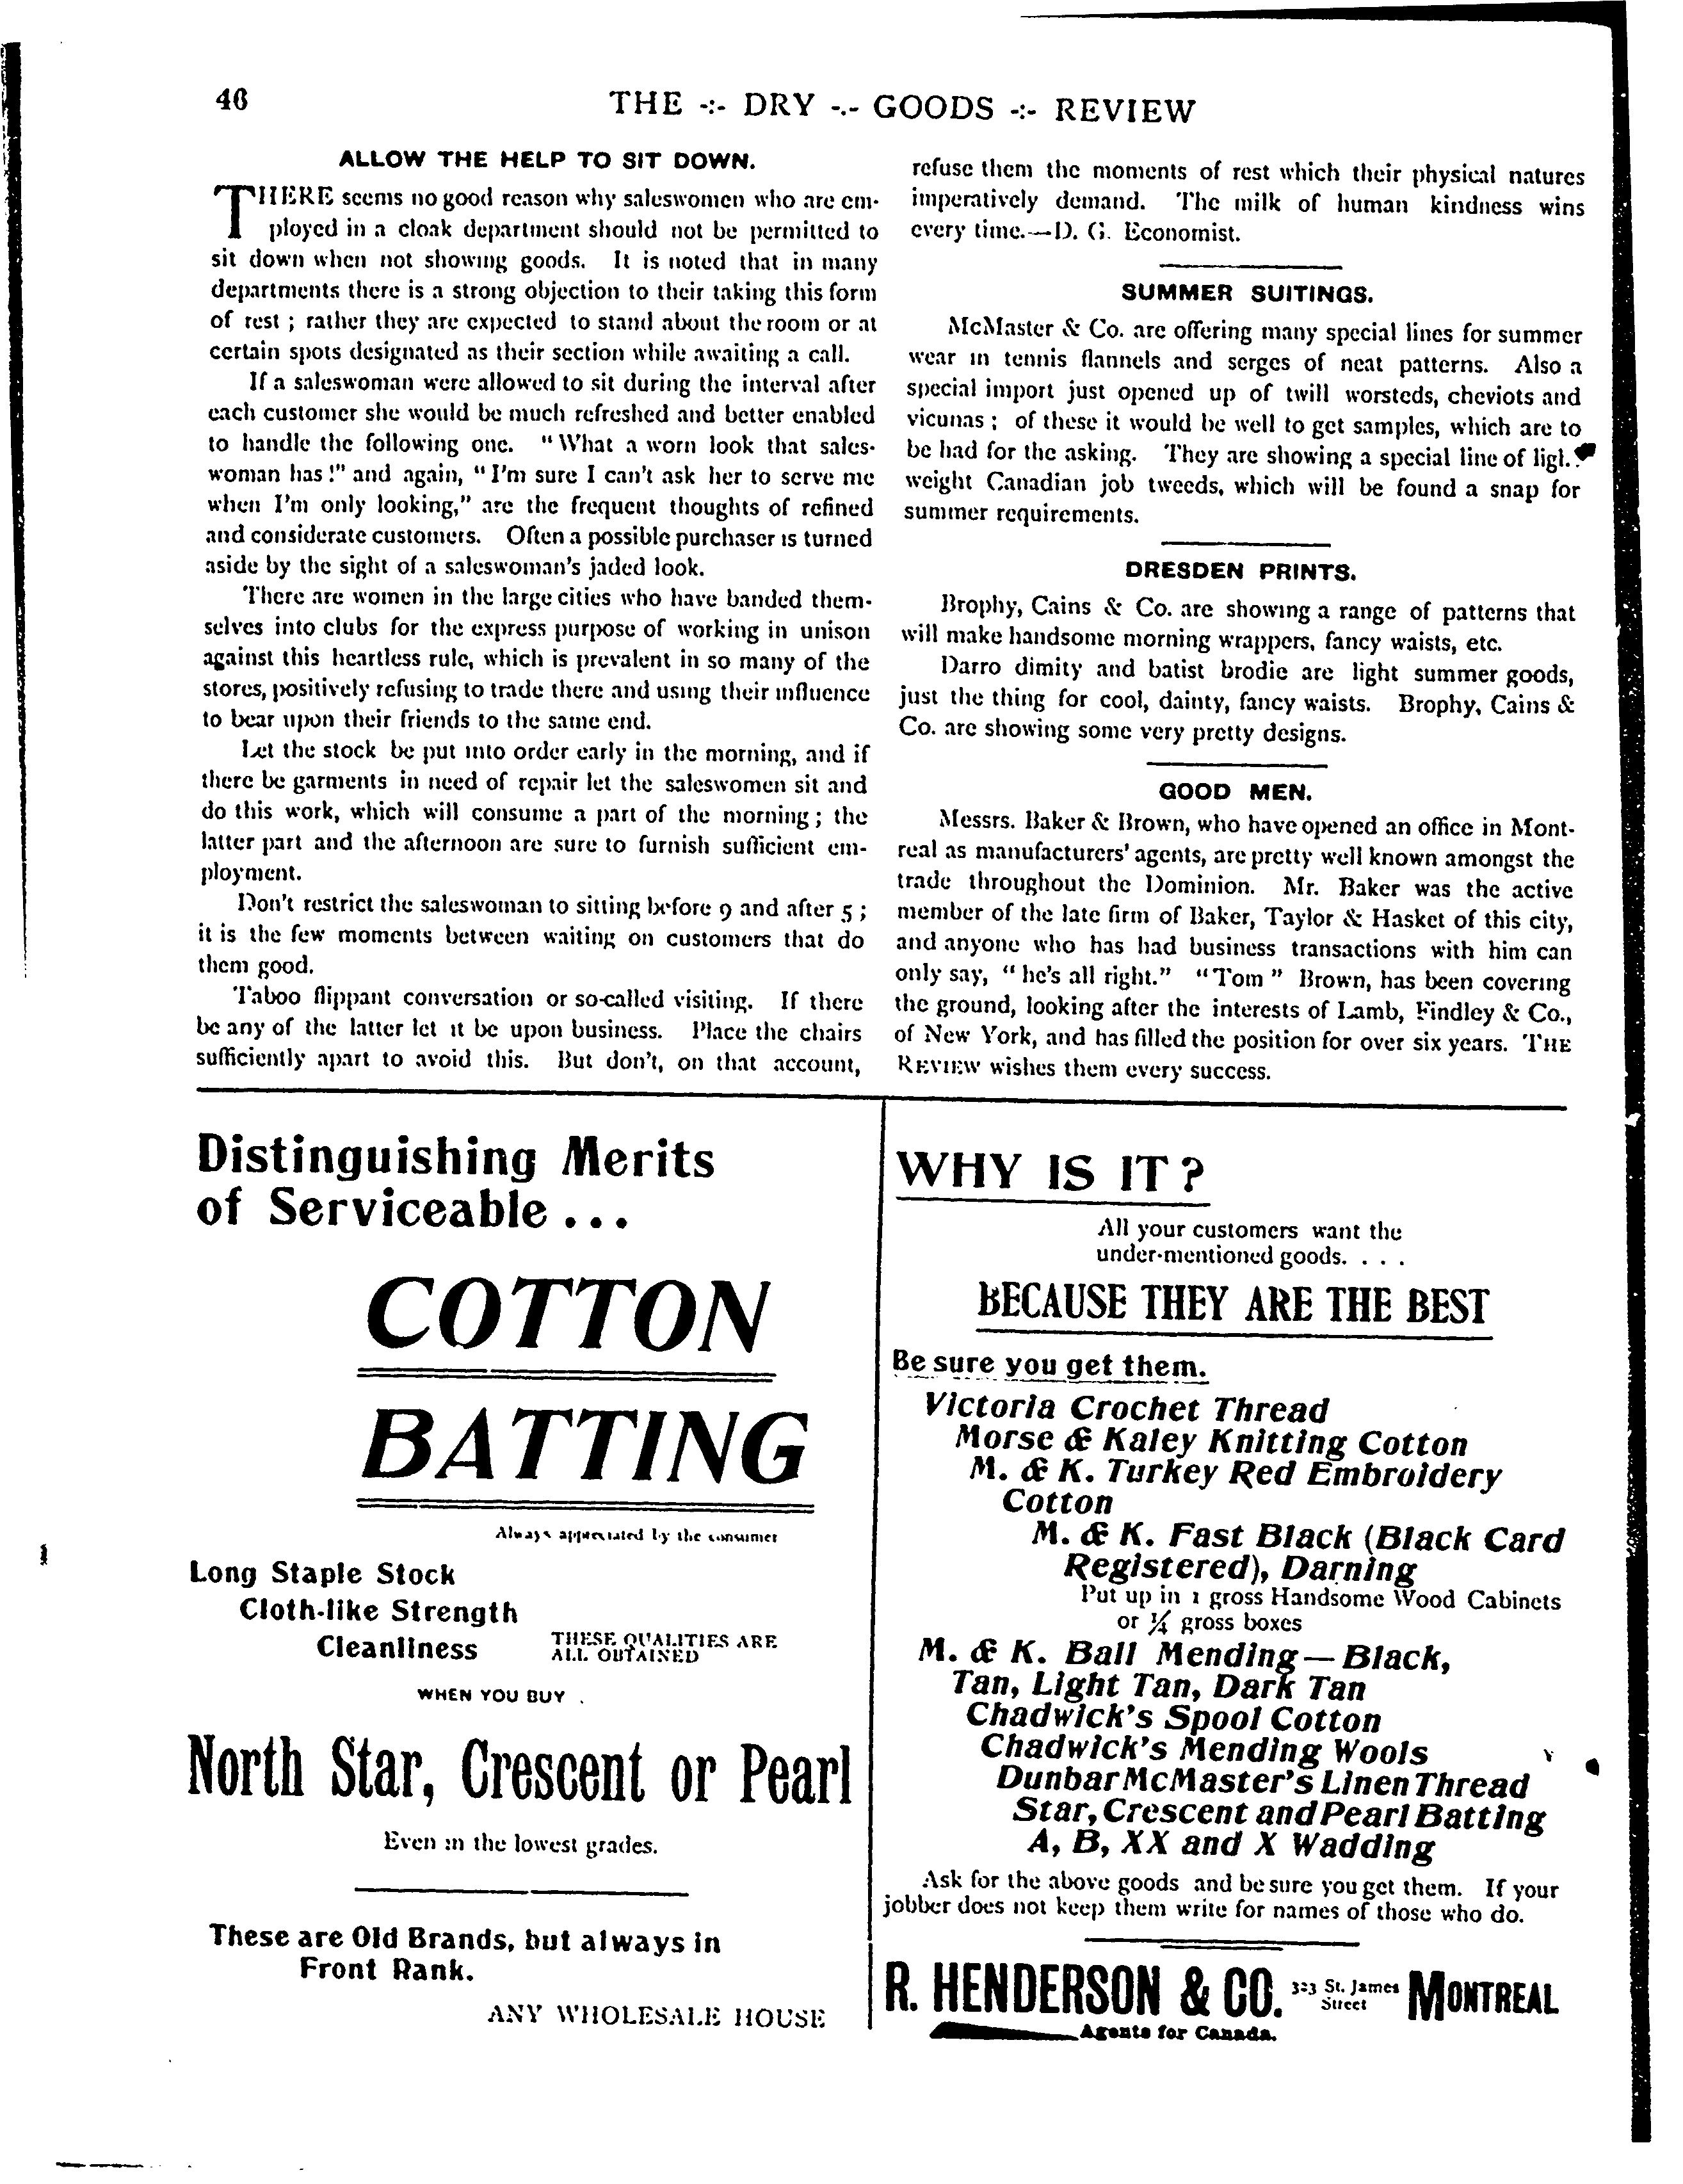 46
THE -:- DRY -:- GOODS -:- REVIEW
ALLOW THE HELP TO SIT DOWN.
THERE seems no good reason why saleswomen who are em-
ployed in a cloak department should not be permitted to
sit down when not showing goods. It is noted that in many
departments there is a strong objection to their taking this form
of rest ; rather they are expected to stand about the room or at
certain spots designated as their section while awaiting a call.
If a saleswoman were allowed to sit during the interval after
each customer she would be much refreshed and better enabled
to handle the following one. "What a worn look that sales-
woman has!" and again, "I'm sure I can't ask her to serve me
when I'm only looking," are the frequent thoughts of refined
and considerate customers. Often a possible purchaser is turned
aside by the sight of a saleswoman's jaded look.
There are women in the large cities who have banded them-
selves into clubs for the express purpose of working in unison
against this heartless rule, which is prevalent in so many of the
stores, positively refusing to trade there and using their influence
to bear upon their friends to the same end.
Let the stock be put into order early in the morning, and if
there be garments in need of repair let the saleswomen sit and
do this work, which will consume a part of the morning ; the
latter part and the afternoon are sure to furnish sufficient em-
ployment.
Don't restrict the saleswoman to sitting before 9 and after 5 ;
it is the few moments between waiting on customers that do
them good.
Taboo flippant conversation or so-called visiting. If there
be any of the latter let it be upon business. Place the chairs
sufficiently apart to avoid this. But don't, on that account,
refuse them the moments of rest which their physical natures
imperatively demand. The milk of human kindness wins
every time.—D. G. Economist.
SUMMER SUITINGS.
McMaster & Co. are offering many special lines for summer
wear in tennis flannels and serges of neat patterns. Also a
special import just opened up of twill worsteds, cheviots and
vicunas ; of these it would be well to get samples, which are to
be had for the asking. They are showing a special line of
weight Canadian job tweeds, which will be found a snap for
summer requirements.
DRESDEN PRINTS.
Brophy, Cains & Co. are showing a range of patterns that
will make handsome morning wrappers, fancy waists, etc.
Darro dimity and batist brodie are light summer goods,
just the thing for cool, dainty, fancy waists. Brophy, Cains &
Co. are showing some very pretty designs.
GOOD MEN.
Messrs. Baker & Brown, who have opened an office in Mont-
real as manufacturers' agents, are pretty well known amongst the
trade throughout the Dominion. Mr. Baker was the active
member of the late firm of Baker, Taylor & Hasket of this city,
and anyone who has had business transactions with him can
only say, "he's all right." "Tom" Brown, has been covering
the ground, looking after the interests of Lamb, Findley & Co.,
of New York, and has filled the position for over six years. THE
REVIEW wishes them every success.
Distinguishing Merits
of Serviceable ...
COTTON
BATTING
Always appreciated by the consumer
Long Staple Stock
Cloth-like Strength
Cleanliness
THESE QUALITIES ARE
ALL OBTAINED
WHEN YOU BUY .
North Star, Crescent or Pearl
Even in the lowest grades.
These are Old Brands, but always in
Front Rank.
ANY WHOLESALE HOUSE
WHY IS IT?
All your customers want the
under-mentioned goods. . . .
BECAUSE THEY ARE THE BEST
Be sure you get them.
Victoria Crochet Thread
Morse & Kaley Knitting Cotton
M. & K. Turkey Red Embroidery
Cotton
M. & K. Fast Black (Black Card
Registered), Darning
Put up in 1 gross Handsome Wood Cabinets
or ¼ gross boxes
M. & K. Ball Mending—Black,
Tan, Light Tan, Dark Tan
Chadwick's Spool Cotton
Chadwick's Mending Wools
Dunbar McMaster's Linen Thread
Star, Crescent and Pearl Batting
A, B, XX and X Wadding
Ask for the above goods and be sure you get them. If your
jobber does not keep them write for names of those who do.
R. HENDERSON & CO. St. James Street MONTREAL
Agents for Canada.